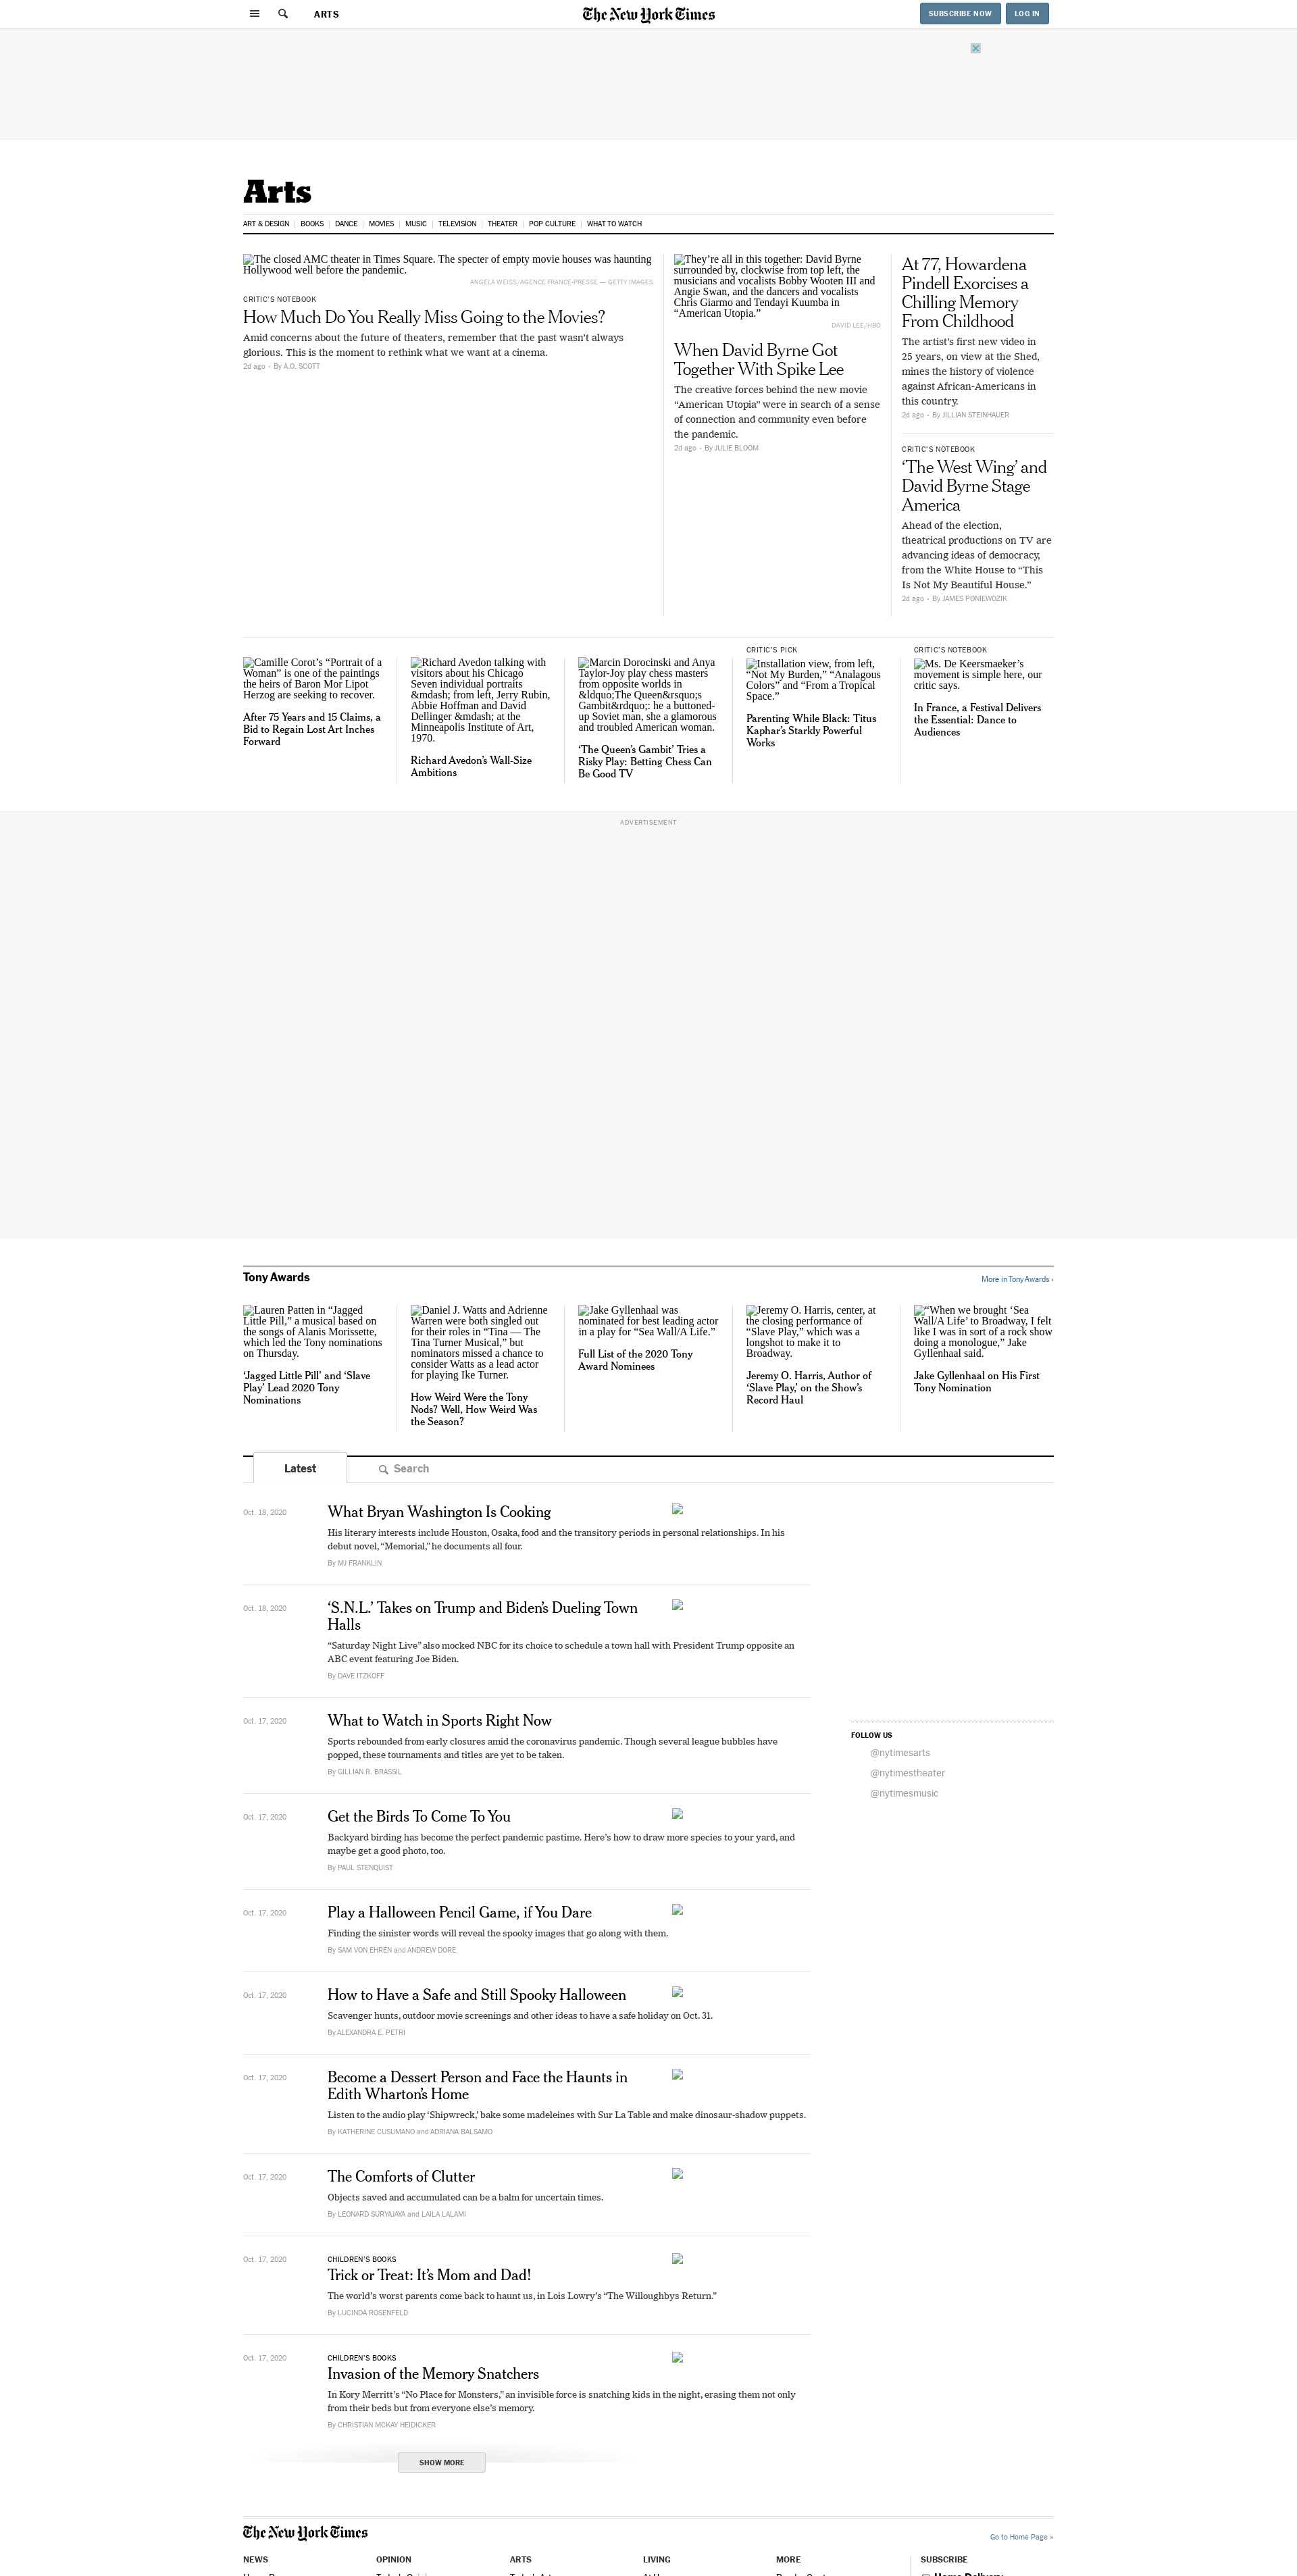 ARTS
The New York Times
SUBSCRIBE NOW
LOG IN
Arts
ART & DESIGN
BOOKS
DANCE
MOVIES
MUSIC
TELEVISION
THEATER
POP CULTURE
WHAT TO WATCH
The closed AMC theater in Times Square. The specter of empty movie houses was haunting
Hollywood well before the pandemic.
ANGELA WEISS/AGENCE FRANCE-PRESSE — GETTY IMAGES
CRITIC'S NOTEBOOK
How Much Do You Really Miss Going to the Movies?
Amid concerns about the future of theaters, remember that the past wasn't always
glorious. This is the moment to rethink what we want at a cinema.
2d ago • By A.O. SCOTT
They're all in this together: David Byrne
surrounded by, clockwise from top left, the
musicians and vocalists Bobby Wooten III and
Angie Swan, and the dancers and vocalists
Chris Giarmo and Tendayi Kuumba in
“American Utopia.”
DAVID LEE/HBO
When David Byrne Got
Together With Spike Lee
The creative forces behind the new movie
“American Utopia” were in search of a sense
of connection and community even before
the pandemic.
2d ago • By JULIE BLOOM
At 77, Howardena
Pindell Exorcises a
Chilling Memory
From Childhood
The artist's first new video in
25 years, on view at the Shed,
mines the history of violence
against African-Americans in
this country.
2d ago • By JILLIAN STEINHAUER
CRITIC'S NOTEBOOK
‘The West Wing’ and
David Byrne Stage
America
Ahead of the election,
theatrical productions on TV are
advancing ideas of democracy,
from the White House to “This
Is Not My Beautiful House.”
2d ago • By JAMES PONIEWOZIK
Camille Corot's “Portrait of a
Woman” is one of the paintings
the heirs of Baron Mor Lipot
Herzog are seeking to recover.
After 75 Years and 15 Claims, a
Bid to Regain Lost Art Inches
Forward
Richard Avedon talking with
visitors about his Chicago
Seven individual portraits
&mdash; from left, Jerry Rubin,
Abbie Hoffman and David
Dellinger &mdash; at the
Minneapolis Institute of Art,
1970.
Richard Avedon's Wall-Size
Ambitions
Marcin Dorocinski and Anya
Taylor-Joy play chess masters
from opposite worlds in
&ldquo;The Queen&rsquo;s
Gambit&rdquo;: he a buttoned-
up Soviet man, she a glamorous
and troubled American woman.
‘The Queen's Gambit’ Tries a
Risky Play: Betting Chess Can
Be Good TV
CRITIC'S PICK
Installation view, from left,
“Not My Burden,” “Analagous
Colors” and “From a Tropical
Space.”
Parenting While Black: Titus
Kaphar's Starkly Powerful
Works
CRITIC'S NOTEBOOK
Ms. De Keersmaeker's
movement is simple here, our
critic says.
In France, a Festival Delivers
the Essential: Dance to
Audiences
ADVERTISEMENT
Tony Awards
More in Tony Awards ›
Lauren Patten in “Jagged
Little Pill,” a musical based on
the songs of Alanis Morissette,
which led the Tony nominations
on Thursday.
‘Jagged Little Pill’ and ‘Slave
Play’ Lead 2020 Tony
Nominations
Daniel J. Watts and Adrienne
Warren were both singled out
for their roles in “Tina — The
Tina Turner Musical,” but
nominators missed a chance to
consider Watts as a lead actor
for playing Ike Turner.
How Weird Were the Tony
Nods? Well, How Weird Was
the Season?
Jake Gyllenhaal was
nominated for best leading actor
in a play for “Sea Wall/A Life.”
Full List of the 2020 Tony
Award Nominees
Jeremy O. Harris, center, at
the closing performance of
“Slave Play,” which was a
longshot to make it to
Broadway.
Jeremy O. Harris, Author of
‘Slave Play,’ on the Show's
Record Haul
“When we brought ‘Sea
Wall/A Life’ to Broadway, I felt
like I was in sort of a rock show
doing a monologue,” Jake
Gyllenhaal said.
Jake Gyllenhaal on His First
Tony Nomination
Latest
Search
Oct. 18, 2020
What Bryan Washington Is Cooking
His literary interests include Houston, Osaka, food and the transitory periods in personal relationships. In his
debut novel, “Memorial,” he documents all four.
By MJ FRANKLIN
Oct. 18, 2020
‘S.N.L.’ Takes on Trump and Biden's Dueling Town
Halls
“Saturday Night Live” also mocked NBC for its choice to schedule a town hall with President Trump opposite an
ABC event featuring Joe Biden.
By DAVE ITZKOFF
Oct. 17, 2020
What to Watch in Sports Right Now
Sports rebounded from early closures amid the coronavirus pandemic. Though several league bubbles have
popped, these tournaments and titles are yet to be taken.
By GILLIAN R. BRASSIL
FOLLOW US
@nytimesarts
@nytimestheater
@nytimesmusic
Oct. 17, 2020
Get the Birds To Come To You
Backyard birding has become the perfect pandemic pastime. Here's how to draw more species to your yard, and
maybe get a good photo, too.
By PAUL STENQUIST
Oct. 17, 2020
Play a Halloween Pencil Game, if You Dare
Finding the sinister words will reveal the spooky images that go along with them.
By SAM VON EHREN and ANDREW DORE
Oct. 17, 2020
How to Have a Safe and Still Spooky Halloween
Scavenger hunts, outdoor movie screenings and other ideas to have a safe holiday on Oct. 31.
By ALEXANDRA E. PETRI
Oct. 17, 2020
Become a Dessert Person and Face the Haunts in
Edith Wharton's Home
Listen to the audio play ‘Shipwreck,’ bake some madeleines with Sur La Table and make dinosaur-shadow puppets.
By KATHERINE CUSUMANO and ADRIANA BALSAMO
Oct. 17, 2020
The Comforts of Clutter
Objects saved and accumulated can be a balm for uncertain times.
By LEONARD SURYAJAYA and LAILA LALAMI
Oct. 17, 2020
CHILDREN'S BOOKS
Trick or Treat: It's Mom and Dad!
The world's worst parents come back to haunt us, in Lois Lowry's “The Willoughbys Return.”
By LUCINDA ROSENFELD
Oct. 17, 2020
CHILDREN'S BOOKS
Invasion of the Memory Snatchers
In Kory Merritt's “No Place for Monsters,” an invisible force is snatching kids in the night, erasing them not only
from their beds but from everyone else's memory.
By CHRISTIAN MCKAY HEIDICKER
SHOW MORE
The New York Times
Go to Home Page »
NEWS
OPINION
ARTS
LIVING
MORE
SUBSCRIBE